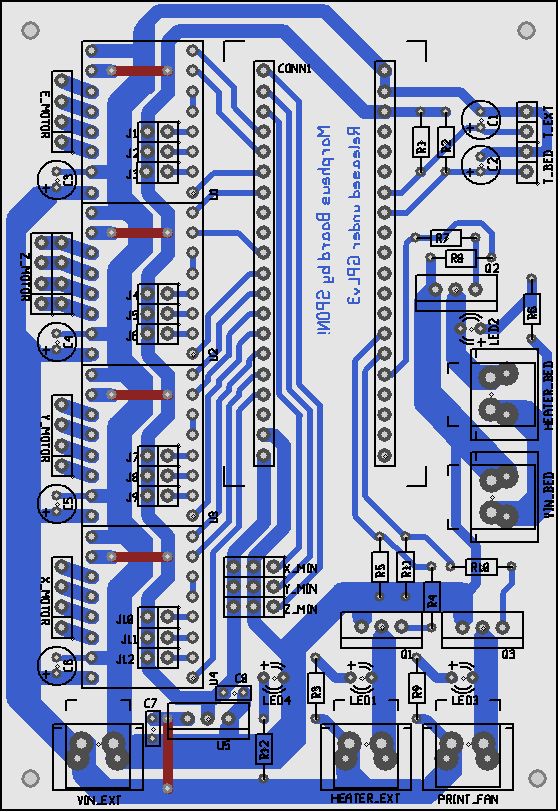 CONN1
E_MOTOR
J1
J2
J3
C3
U1
Morpheus Board by SPONi
Released under GPLv3
R1
R2
C1
C2
T_EXT
T_BED
Z_MOTOR
J4
J5
J6
C4
U2
R7
R8
Q2
LED2
R6
HEATER_BED
Y_MOTOR
J7
J8
J9
C5
U3
VIN_BED
X_MOTOR
J10
J11
J12
C6
U4
X_MIN
Y_MIN
Z_MIN
R5
R11
R4
R10
Q1
Q3
C7
C8
U5
LED4
R12
R3
LED1
R9
LED3
VIN_EXT
HEATER_EXT
PRINT_FAN